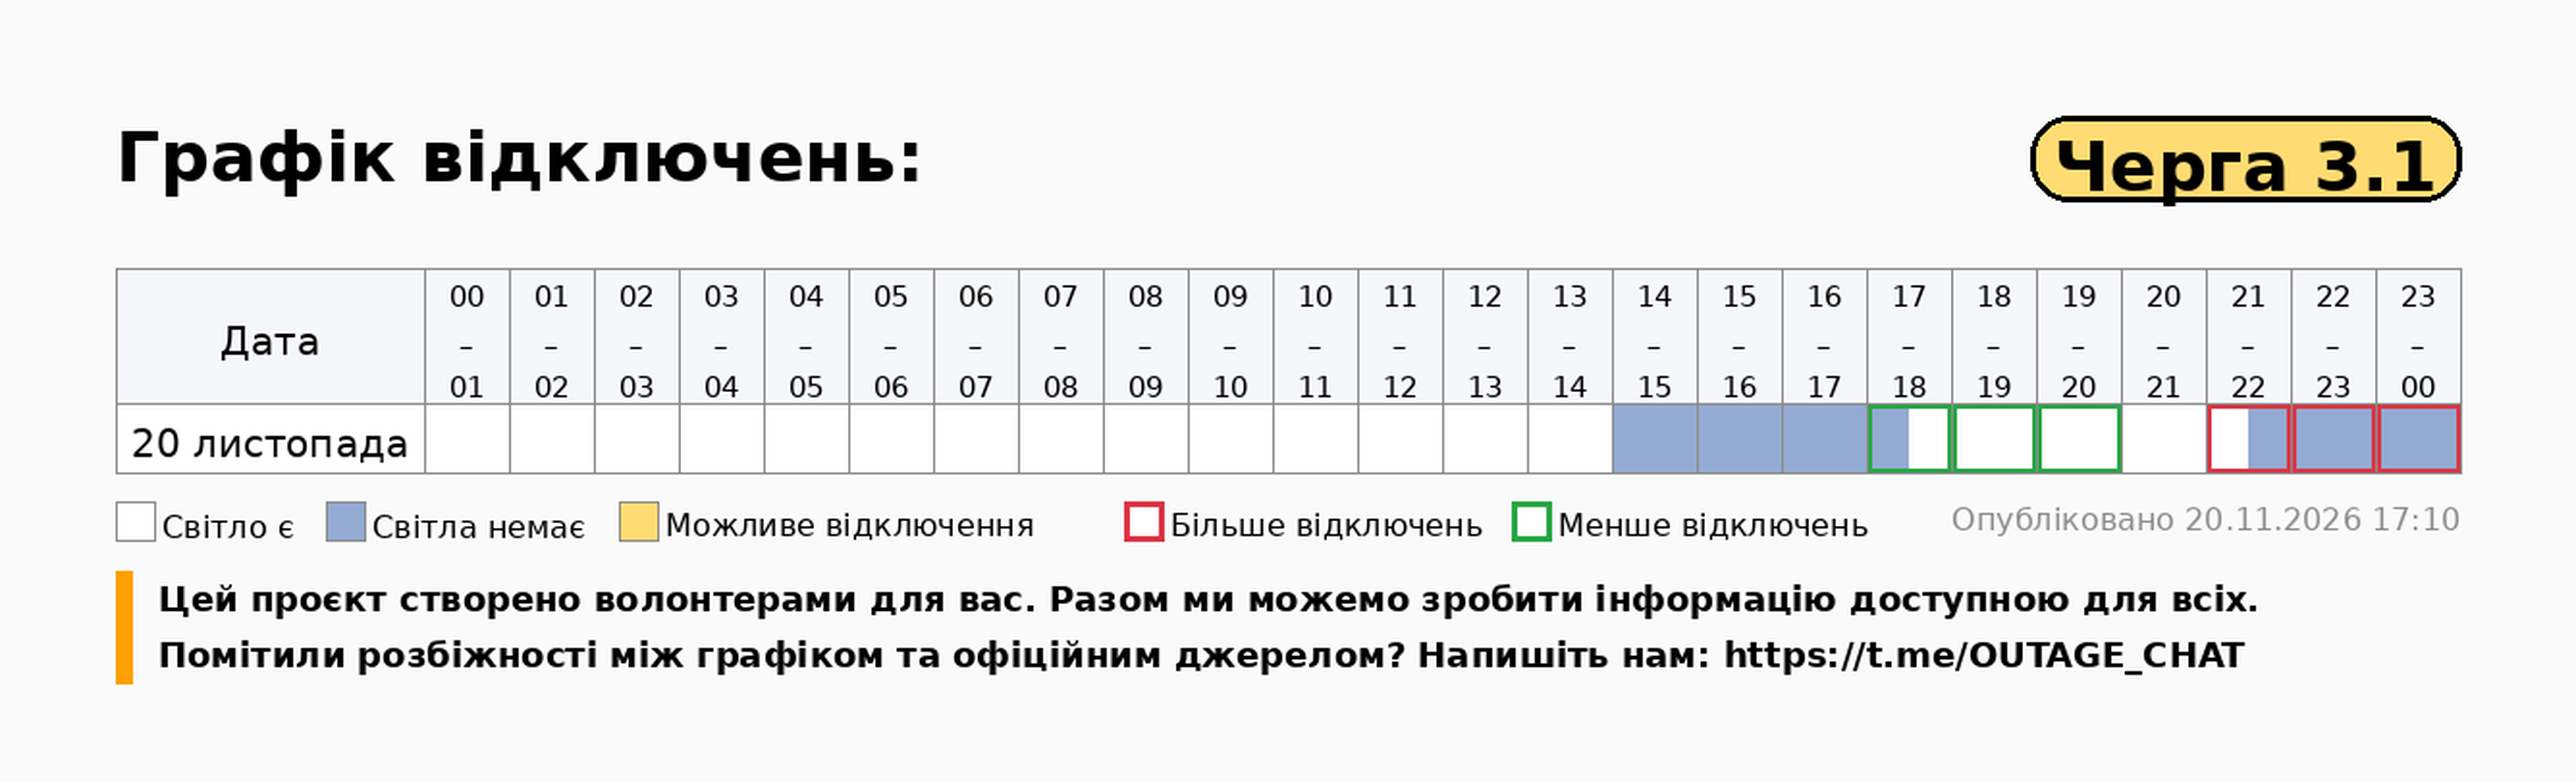 Графік відключень:
Черга 3.1
Дата
00 – 01
01 – 02
02 – 03
03 – 04
04 – 05
05 – 06
06 – 07
07 – 08
08 – 09
09 – 10
10 – 11
11 – 12
12 – 13
13 – 14
14 – 15
15 – 16
16 – 17
17 – 18
18 – 19
19 – 20
20 – 21
21 – 22
22 – 23
23 – 00
20 листопада
Світло є
Світла немає
Можливе відключення
Більше відключень
Менше відключень
Опубліковано 20.11.2026 17:10
Цей проєкт створено волонтерами для вас. Разом ми можемо зробити інформацію доступною для всіх.
Помітили розбіжності між графіком та офіційним джерелом? Напишіть нам: https://t.me/OUTAGE_CHAT